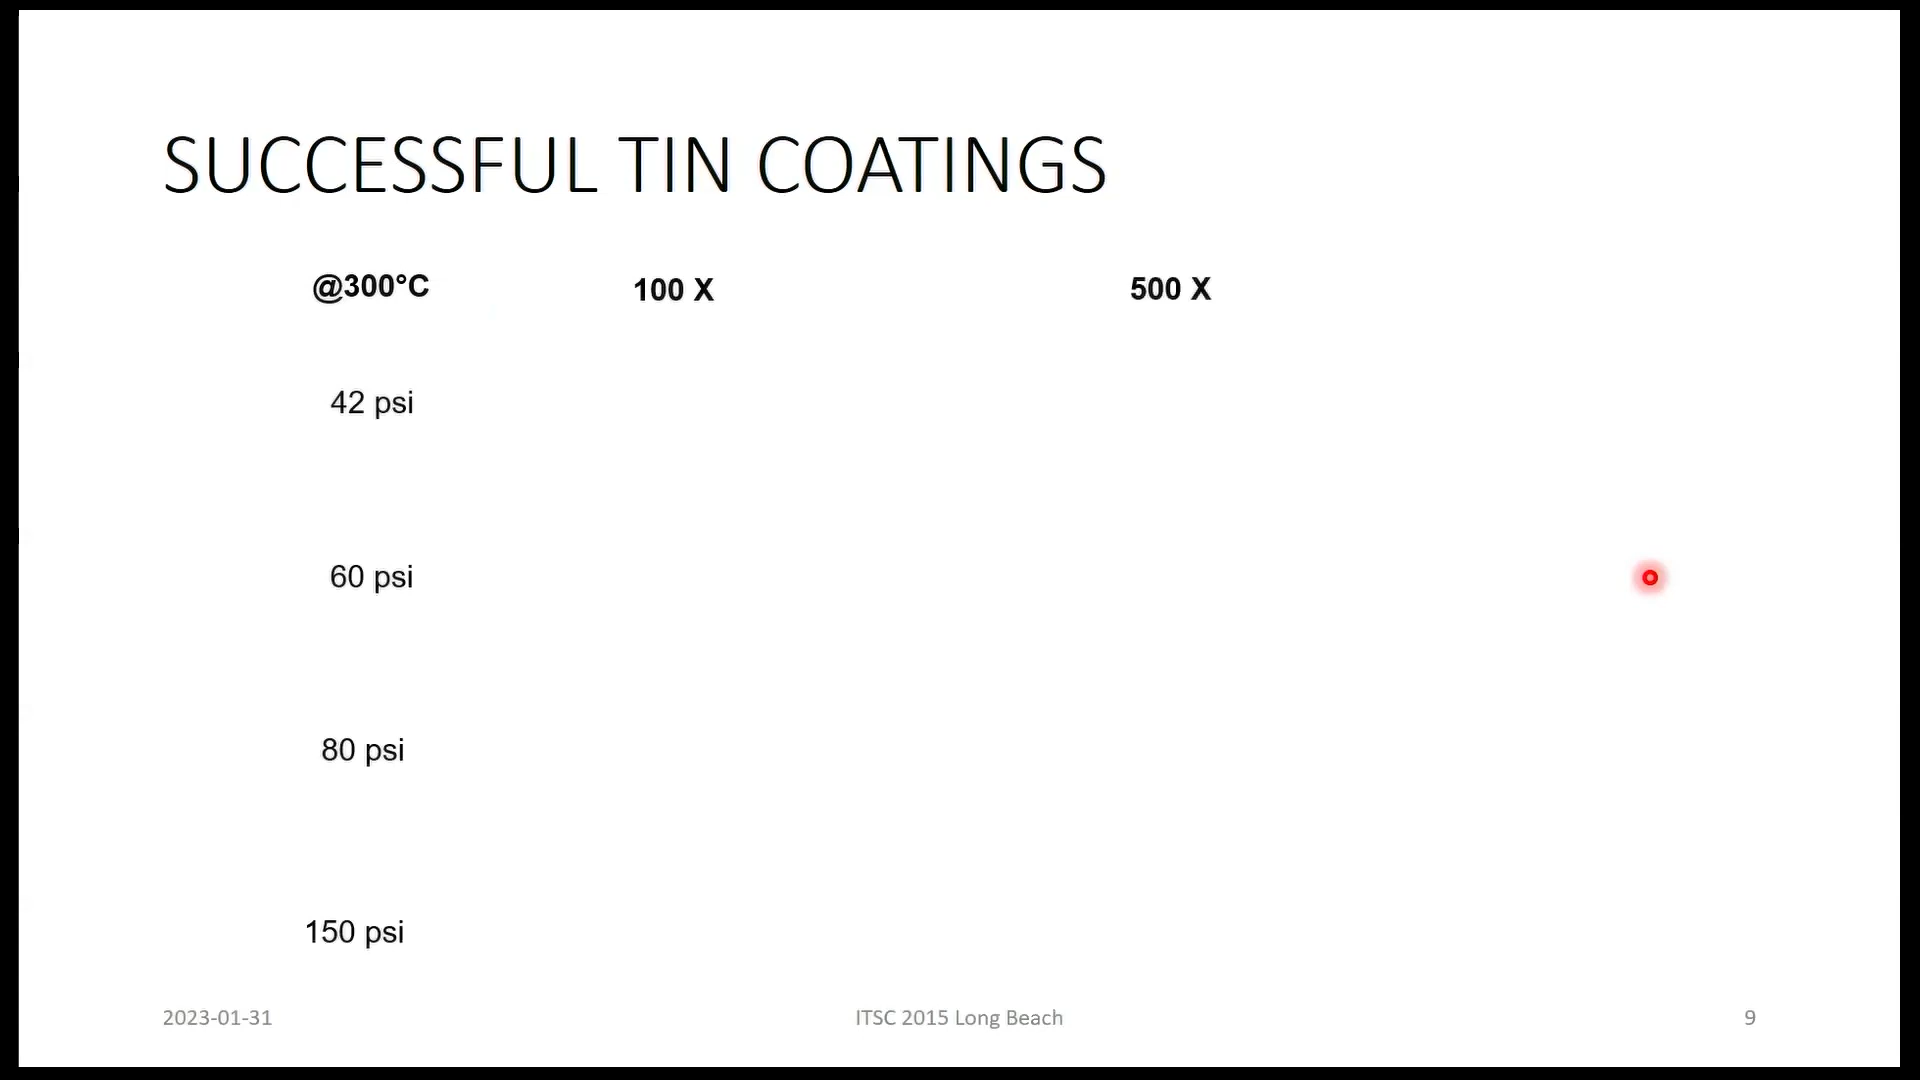 SUCCESSFUL TIN COATINGS
@300°C 100 X 500 X
42 psi
60 psi
80 psi
150 psi
2023-01-31 ITSC 2015 Long Beach 9